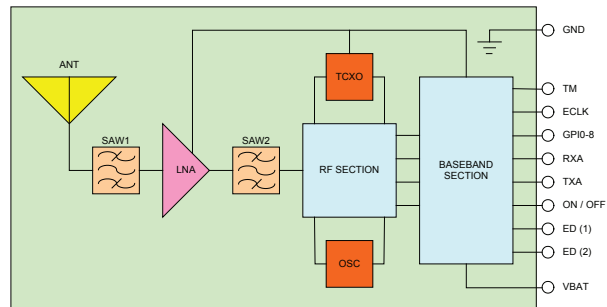 GND
ANT
TCXO
TM
ECLK
SAW1
SAW2
GPI0-8
LNA
RF SECTION
BASEBAND
SECTION
RXA
TXA
ON / OFF
ED (1)
ED (2)
OSC
VBAT